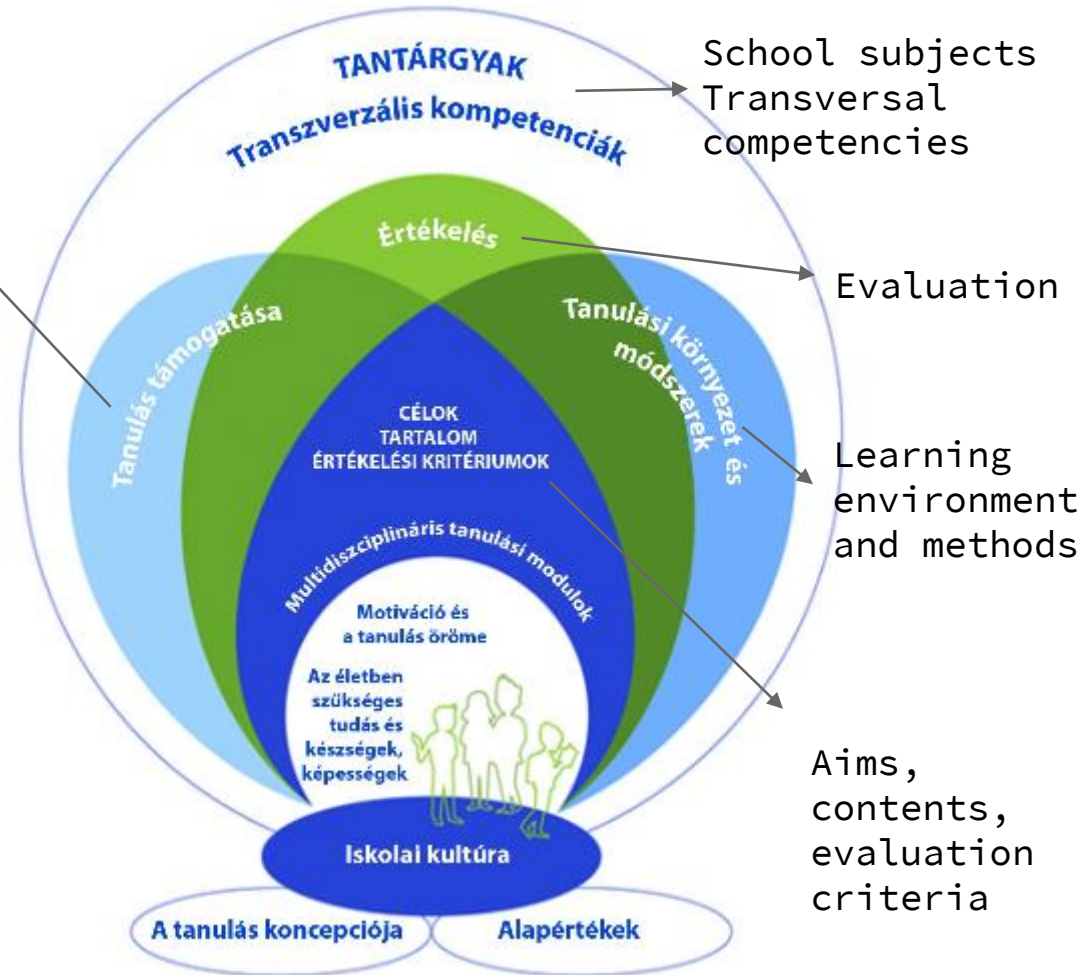 TANTÁRGYAK
Transzverzális kompetenciák
School subjects
Transversal
competencies
Értékelés
Evaluation
Tanulás támogatása
Tanulási környezet és
módszerek
Learning
environment
and methods
CÉLOK
TARTALOM
ÉRTÉKELÉSI KRITÉRIUMOK
Aims,
contents,
evaluation
criteria
Multidiszciplináris tanulási modulok
Motiváció és
a tanulás öröme
Az életben
szükséges
tudás és
készségek,
képességek
Iskolai kultúra
A tanulás koncepciója
Alapértékek